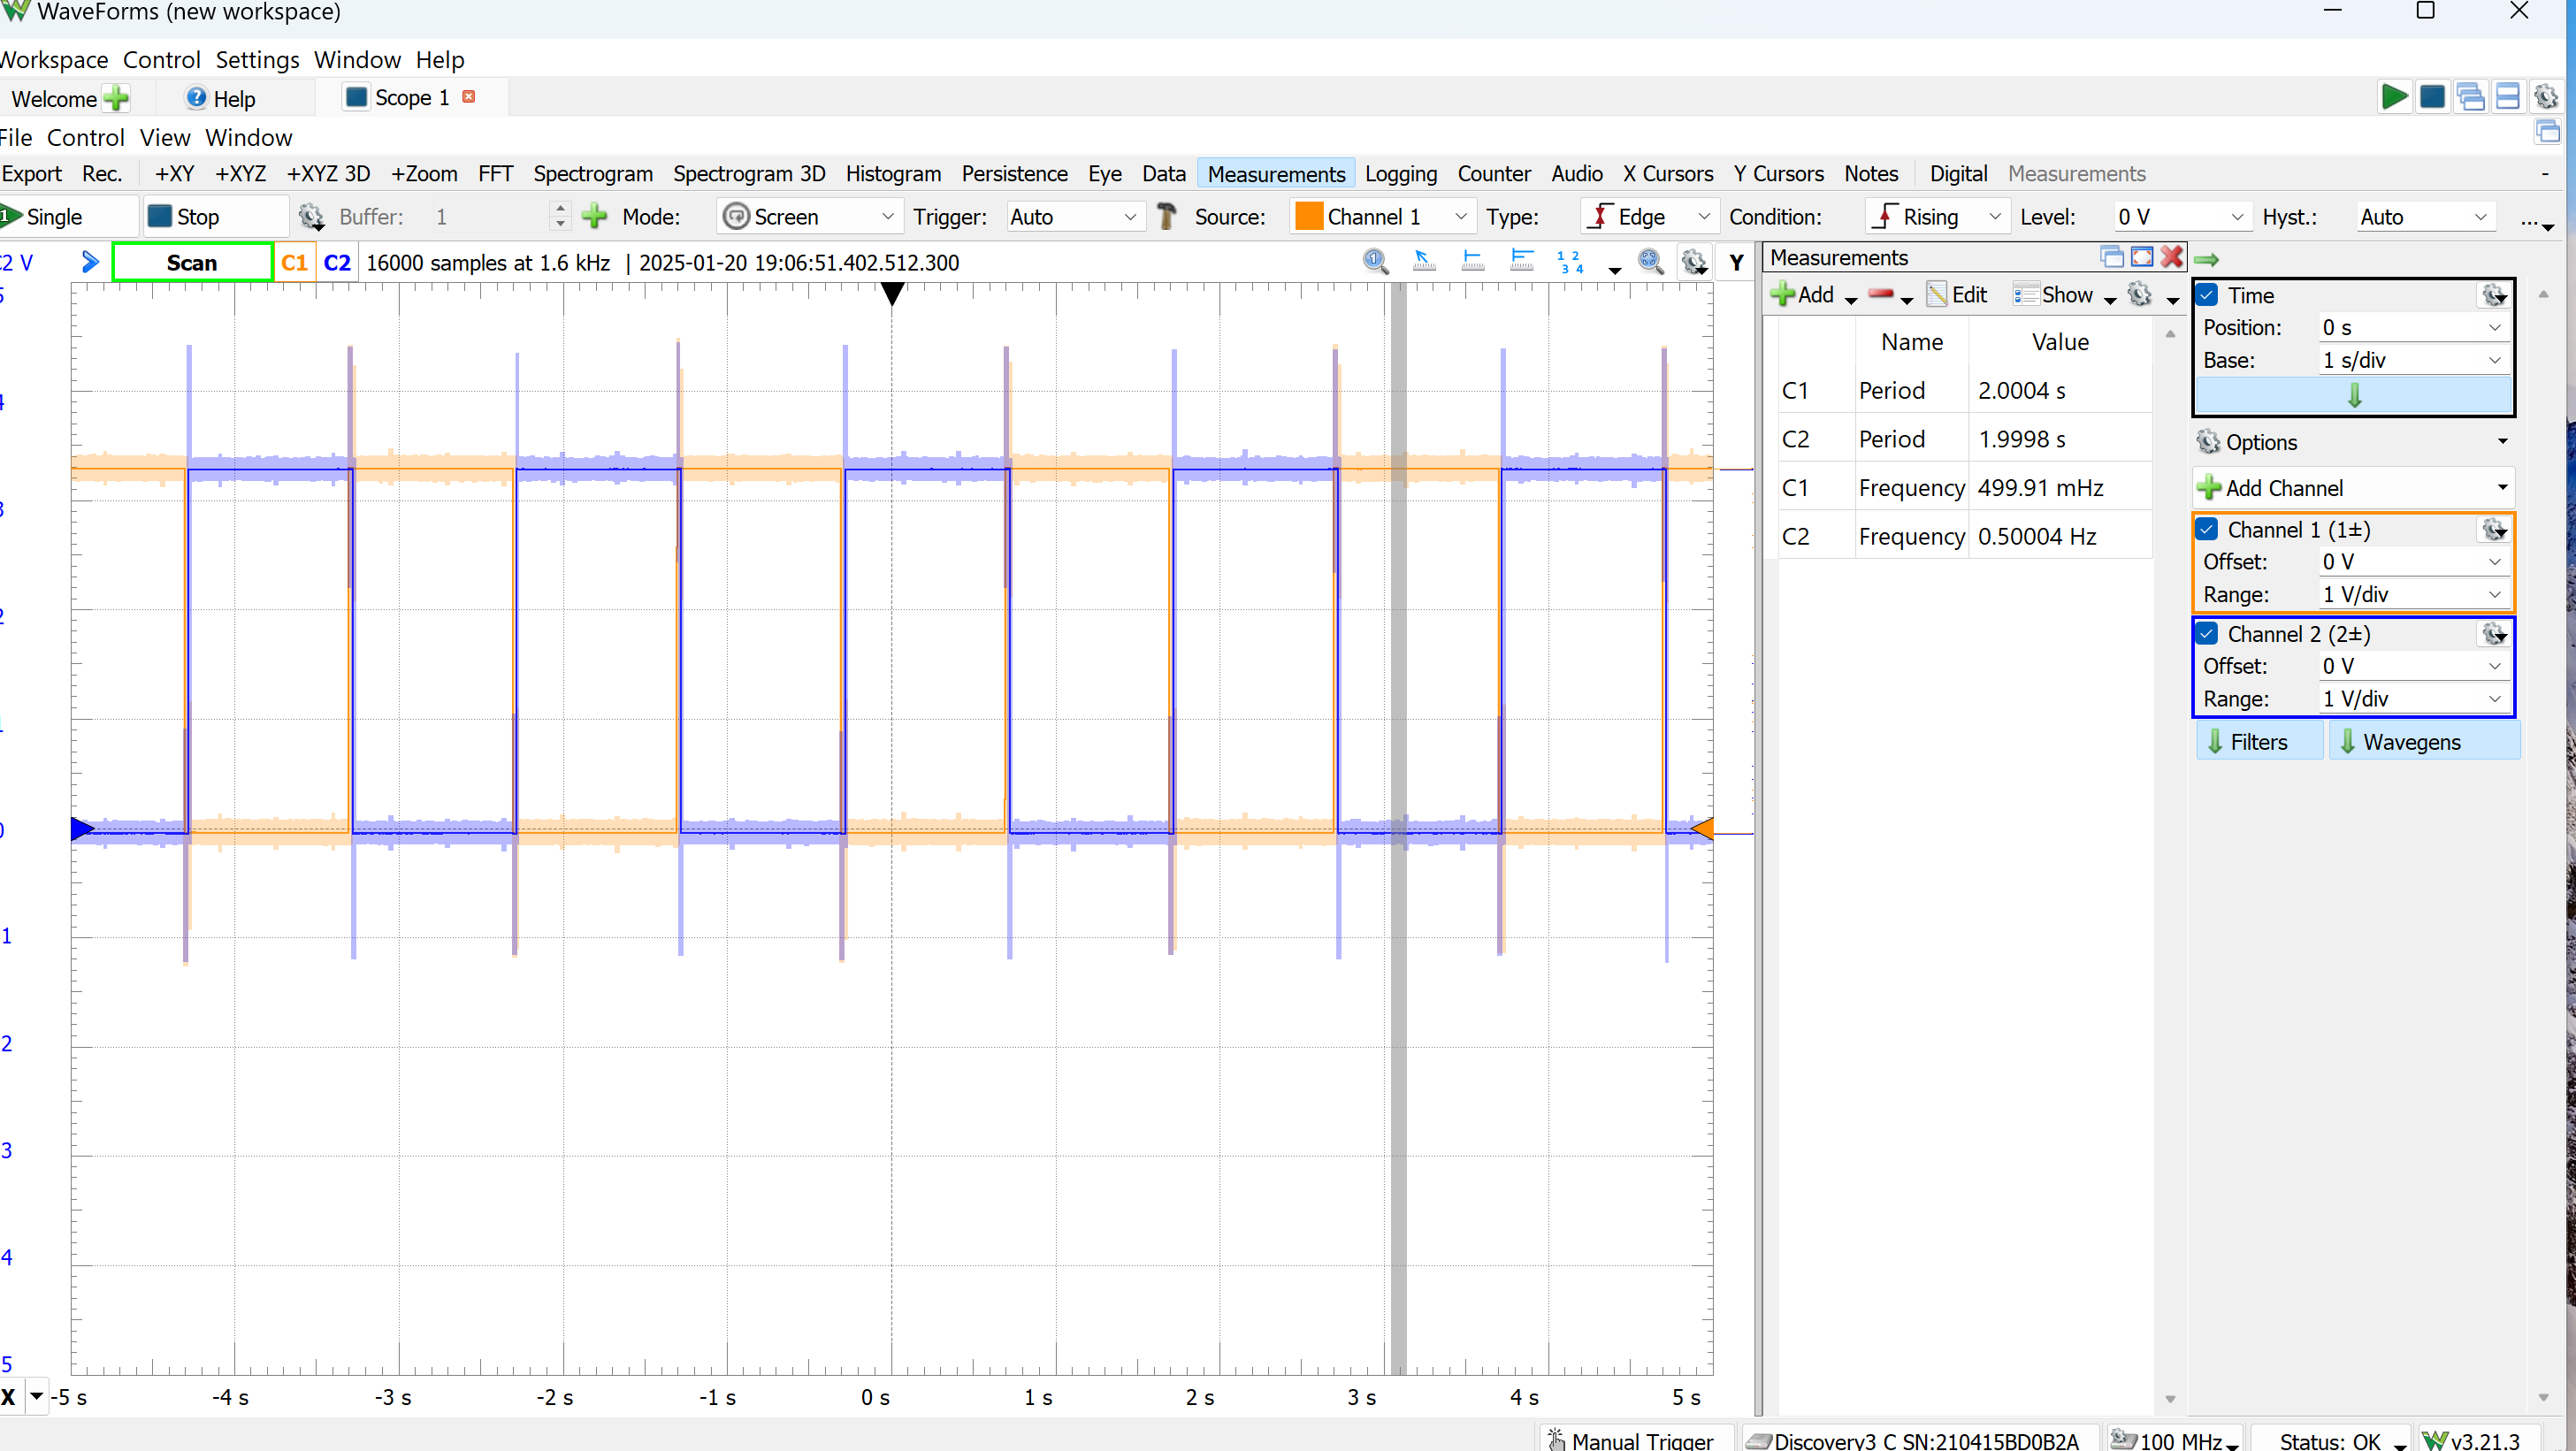 WaveForms (new workspace)
Workspace Control Settings Window Help
Welcome Help Scope 1
File Control View Window
Export Rec. +XY +XYZ +XYZ 3D +Zoom FFT Spectrogram Spectrogram 3D Histogram Persistence Eye Data Measurements Logging Counter Audio X Cursors Y Cursors Notes Digital Measurements -
1 Single Stop Buffer: 1 Mode: Screen Trigger: Auto Source: Channel 1 Type: Edge Condition: Rising Level: 0 V Hyst.: Auto ...
C2 V Scan C1 C2 16000 samples at 1.6 kHz | 2025-01-20 19:06:51.402.512.300 1 1 2 3 4 Y
Measurements
Add Edit Show
Name Value
C1 Period 2.0004 s
C2 Period 1.9998 s
C1 Frequency 499.91 mHz
C2 Frequency 0.50004 Hz
Time
Position: 0 s
Base: 1 s/div
Options
Add Channel
Channel 1 (1±)
Offset: 0 V
Range: 1 V/div
Channel 2 (2±)
Offset: 0 V
Range: 1 V/div
Filters Wavegens
5
4
3
2
1
0
1
2
3
4
5
X -5 s -4 s -3 s -2 s -1 s 0 s 1 s 2 s 3 s 4 s 5 s
Manual Trigger Discovery3 C SN:210415BD0B2A 100 MHz Status: OK v3.21.3